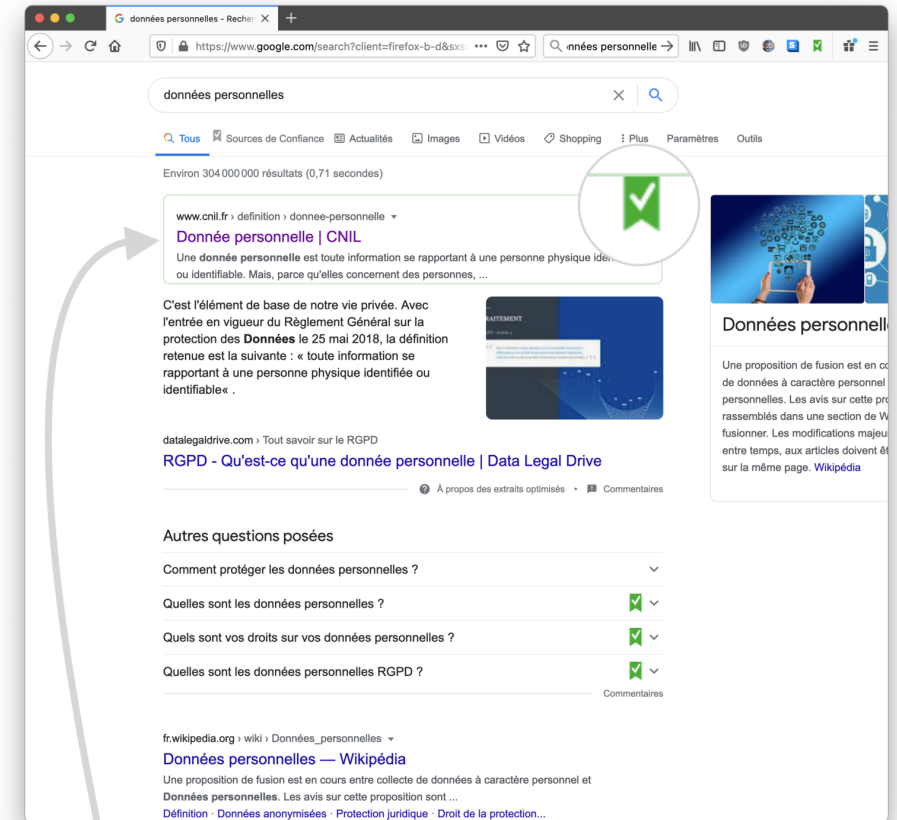 données personnelles - Recher
https://www.google.com/search?client=firefox-b-d&sxs
nnées personnelle
données personnelles
Tous Sources de Confiance Actualités Images Vidéos Shopping Plus Paramètres Outils
Environ 304 000 000 résultats (0,71 secondes)
www.cnil.fr › definition › donnee-personnelle
Donnée personnelle | CNIL
Une donnée personnelle est toute information se rapportant à une personne physique iden
ou identifiable. Mais, parce qu'elles concernent des personnes, ...
C'est l'élément de base de notre vie privée. Avec
l'entrée en vigueur du Règlement Général sur la
protection des Données le 25 mai 2018, la définition
retenue est la suivante : « toute information se
rapportant à une personne physique identifiée ou
identifiable« .
RAITEMENT
datalegaldrive.com › Tout savoir sur le RGPD
RGPD - Qu'est-ce qu'une donnée personnelle | Data Legal Drive
À propos des extraits optimisés • Commentaires
Autres questions posées
Comment protéger les données personnelles ?
Quelles sont les données personnelles ?
Quels sont vos droits sur vos données personnelles ?
Quelles sont les données personnelles RGPD ?
Commentaires
fr.wikipedia.org › wiki › Données_personnelles
Données personnelles — Wikipédia
Une proposition de fusion est en cours entre collecte de données à caractère personnel et
Données personnelles. Les avis sur cette proposition sont ...
Définition · Données anonymisées · Protection juridique · Droit de la protection...
Données personnell
Une proposition de fusion est en co
de données à caractère personnel
personnelles. Les avis sur cette pro
rassemblés dans une section de W
fusionner. Les modifications majeu
entre temps, aux articles doivent êt
sur la même page. Wikipédia